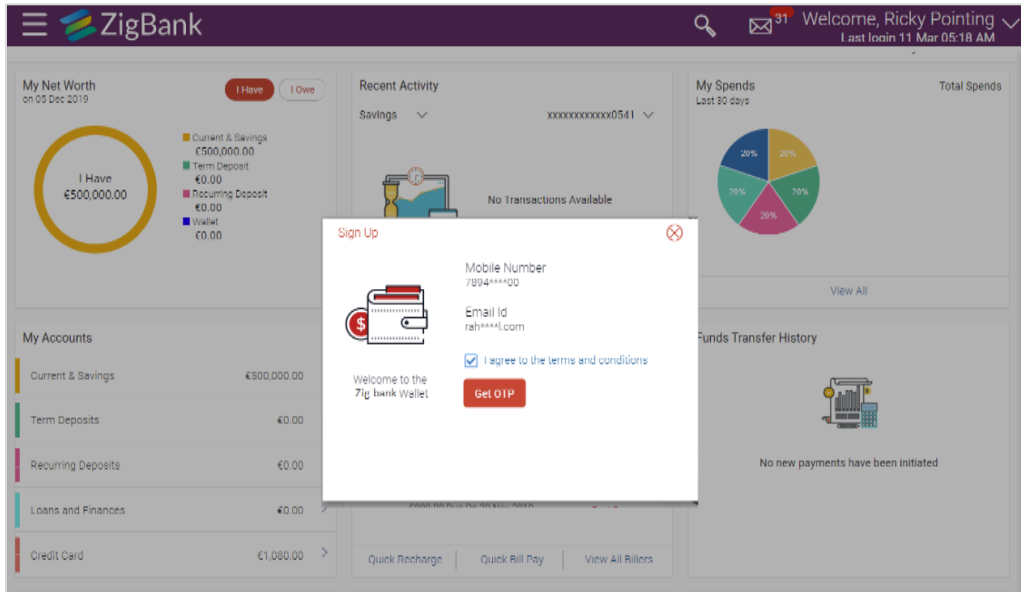 ZigBank
31
Welcome, Ricky Pointing
Last login 11 Mar 05:18 AM
My Net Worth
on 05 Dec 2019
I Have
I Owe
I Have
€500,000.00
Current & Savings
€500,000.00
Term Deposit
€0.00
Recurring Deposit
€0.00
Wallet
€0.00
Recent Activity
Savings
xxxxxxxxxxxx0541
No Transactions Available
My Spends
Last 30 days
Total Spends
20%
20%
20%
20%
20%
View All
Sign Up
Mobile Number
7894****00
Email Id
rah****l.com
I agree to the terms and conditions
Get OTP
$
Welcome to the
Zig bank Wallet
My Accounts
Current & Savings €500,000.00
Term Deposits €0.00
Recurring Deposits €0.00
Loans and Finances €0.00
Credit Card €1,080.00
Quick Recharge
Quick Bill Pay
View All Billers
Funds Transfer History
No new payments have been initiated